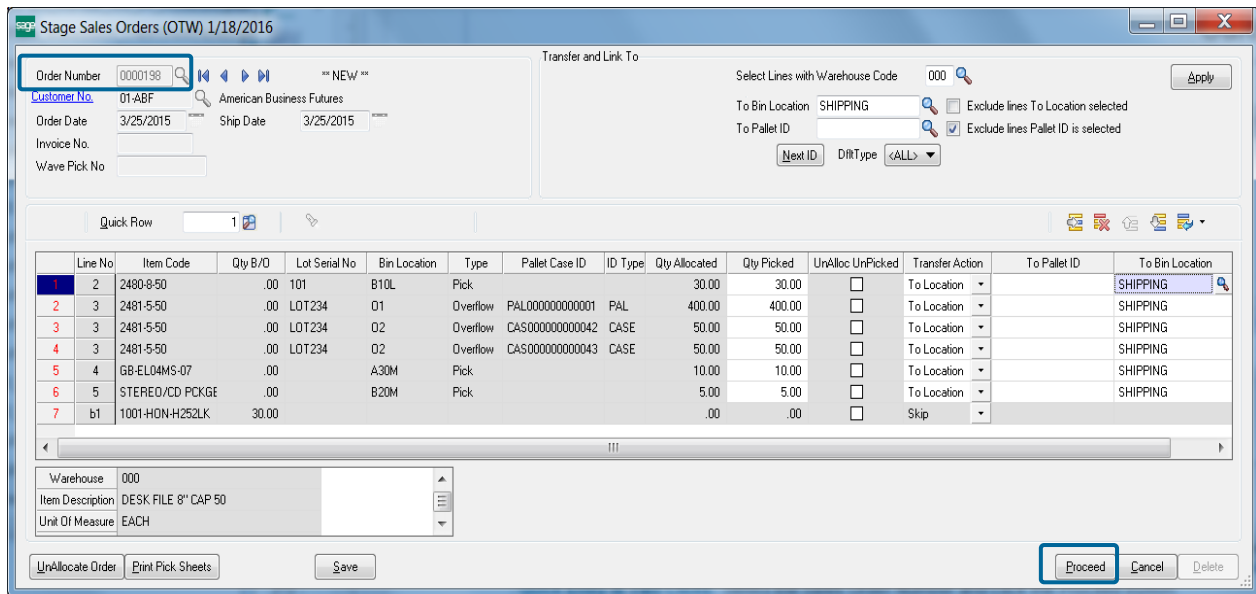 sage Stage Sales Orders (OTW) 1/18/2016
Order Number 0000198 ** NEW **
Customer No. 01-ABF American Business Futures
Order Date 3/25/2015 Ship Date 3/25/2015
Invoice No.
Wave Pick No
Transfer and Link To
Select Lines with Warehouse Code 000 Apply
To Bin Location SHIPPING Exclude lines To Location selected
To Pallet ID Exclude lines Pallet ID is selected
Next ID DfltType <ALL>
Quick Row 1
Line No Item Code Qty B/O Lot Serial No Bin Location Type Pallet Case ID ID Type Qty Allocated Qty Picked UnAlloc UnPicked Transfer Action To Pallet ID To Bin Location
1 2 2480-8-50 .00 101 B10L Pick 30.00 30.00 To Location SHIPPING
2 3 2481-5-50 .00 LOT234 O1 Overflow PAL000000000001 PAL 400.00 400.00 To Location SHIPPING
3 3 2481-5-50 .00 LOT234 O2 Overflow CAS000000000042 CASE 50.00 50.00 To Location SHIPPING
4 3 2481-5-50 .00 LOT234 O2 Overflow CAS000000000043 CASE 50.00 50.00 To Location SHIPPING
5 4 GB-EL04MS-07 .00 A30M Pick 10.00 10.00 To Location SHIPPING
6 5 STEREO/CD PCKGE .00 B20M Pick 5.00 5.00 To Location SHIPPING
7 b1 1001-HON-H252LK 30.00 .00 .00 Skip
Warehouse 000
Item Description DESK FILE 8" CAP 50
Unit Of Measure EACH
UnAllocate Order Print Pick Sheets Save Proceed Cancel Delete